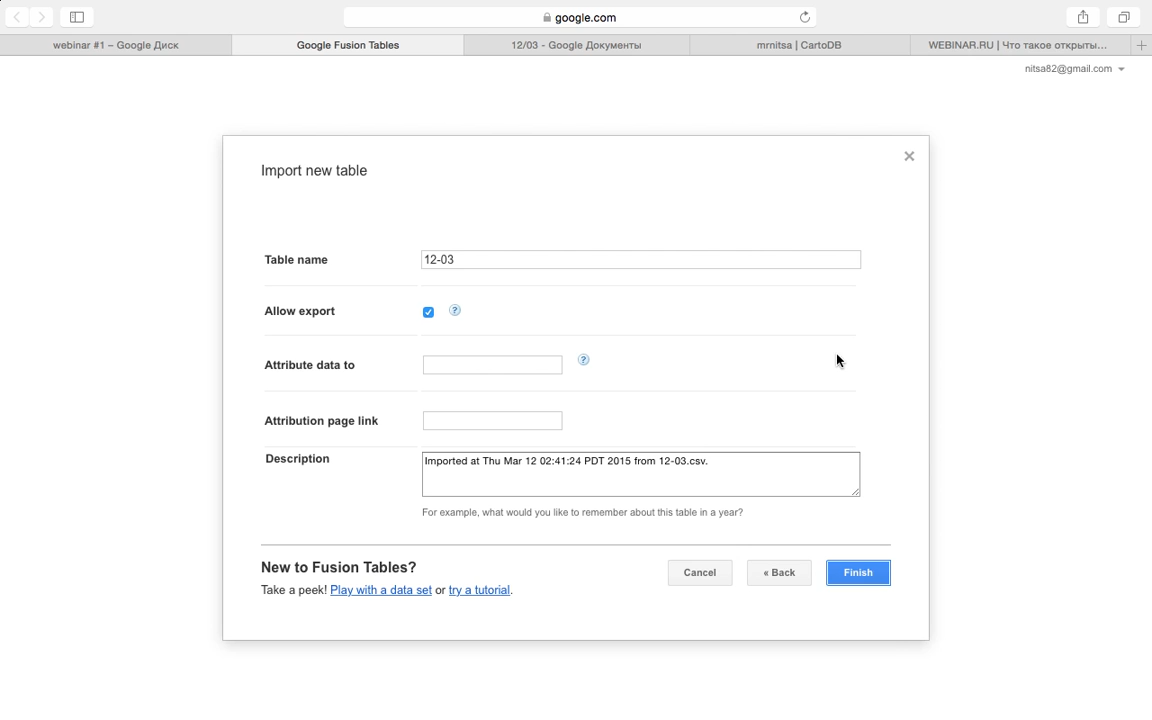 google.com
webinar #1 – Google Диск
Google Fusion Tables
12/03 - Google Документы
mrnitsa | CartoDB
WEBINAR.RU | Что такое открыты...
nitsa82@gmail.com
Import new table
Table name
12-03
Allow export
?
Attribute data to
?
Attribution page link
Description
Imported at Thu Mar 12 02:41:24 PDT 2015 from 12-03.csv.
For example, what would you like to remember about this table in a year?
New to Fusion Tables?
Take a peek! Play with a data set or try a tutorial.
Cancel
« Back
Finish